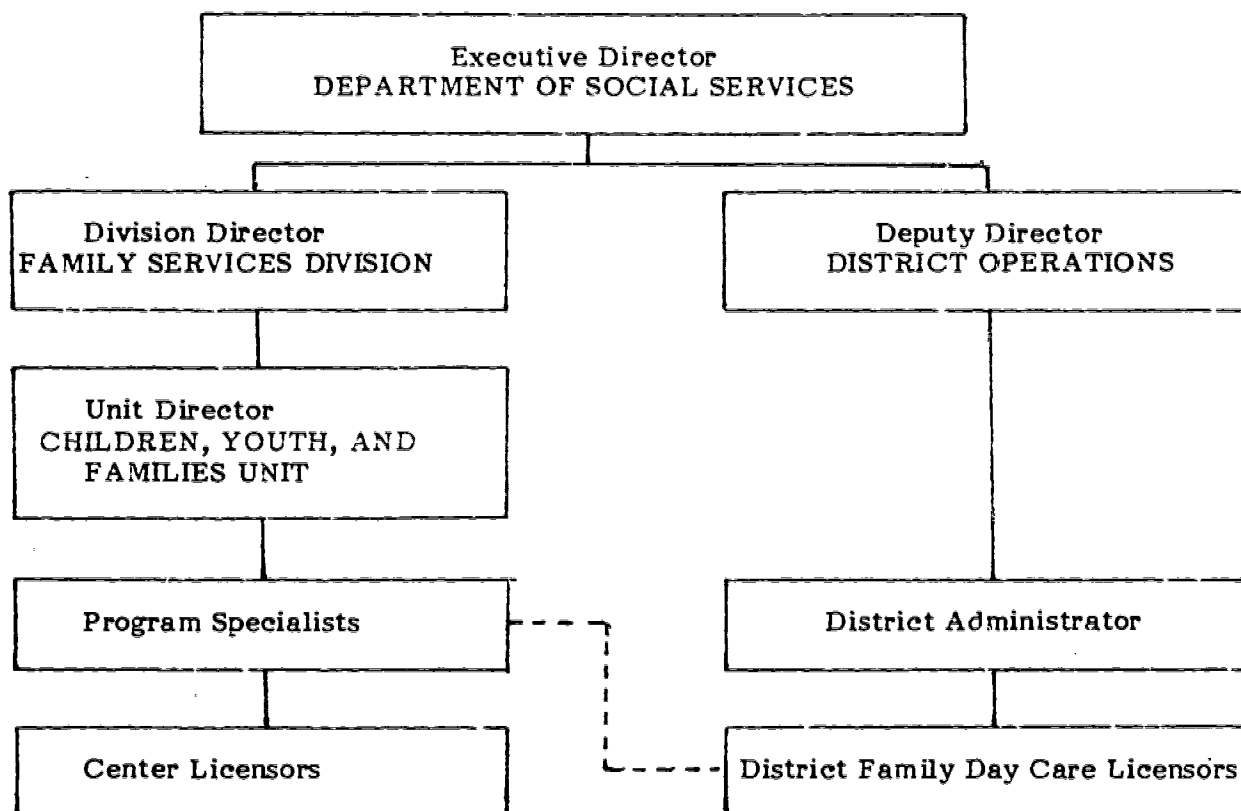 Executive Director
DEPARTMENT OF SOCIAL SERVICES
Division Director
FAMILY SERVICES DIVISION
Deputy Director
DISTRICT OPERATIONS
Unit Director
CHILDREN, YOUTH, AND
FAMILIES UNIT
Program Specialists
District Administrator
Center Licensors
District Family Day Care Licensors